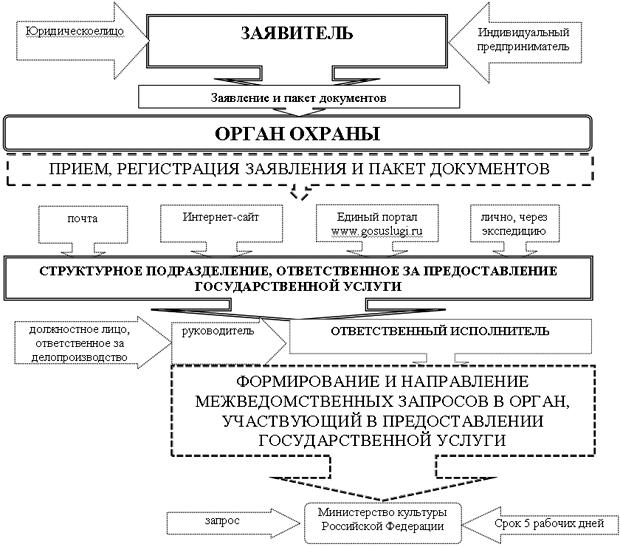 Юридическоелицо
ЗАЯВИТЕЛЬ
Индивидуальный
предприниматель
Заявление и пакет документов
ОРГАН ОХРАНЫ
ПРИЕМ, РЕГИСТРАЦИЯ ЗАЯВЛЕНИЯ И ПАКЕТ ДОКУМЕНТОВ
почта
Интернет-сайт
Единый портал
www.gosuslugi.ru
лично, через
экспедицию
СТРУКТУРНОЕ ПОДРАЗДЕЛЕНИЕ, ОТВЕТСТВЕННОЕ ЗА ПРЕДОСТАВЛЕНИЕ
ГОСУДАРСТВЕННОЙ УСЛУГИ
должностное лицо,
ответственное за
делопроизводство
руководитель
ОТВЕТСТВЕННЫЙ ИСПОЛНИТЕЛЬ
ФОРМИРОВАНИЕ И НАПРАВЛЕНИЕ
МЕЖВЕДОМСТВЕННЫХ ЗАПРОСОВ В ОРГАН,
УЧАСТВУЮЩИЙ В ПРЕДОСТАВЛЕНИИ
ГОСУДАРСТВЕННОЙ УСЛУГИ
запрос
Министерство культуры
Российской Федерации
Срок 5 рабочих дней